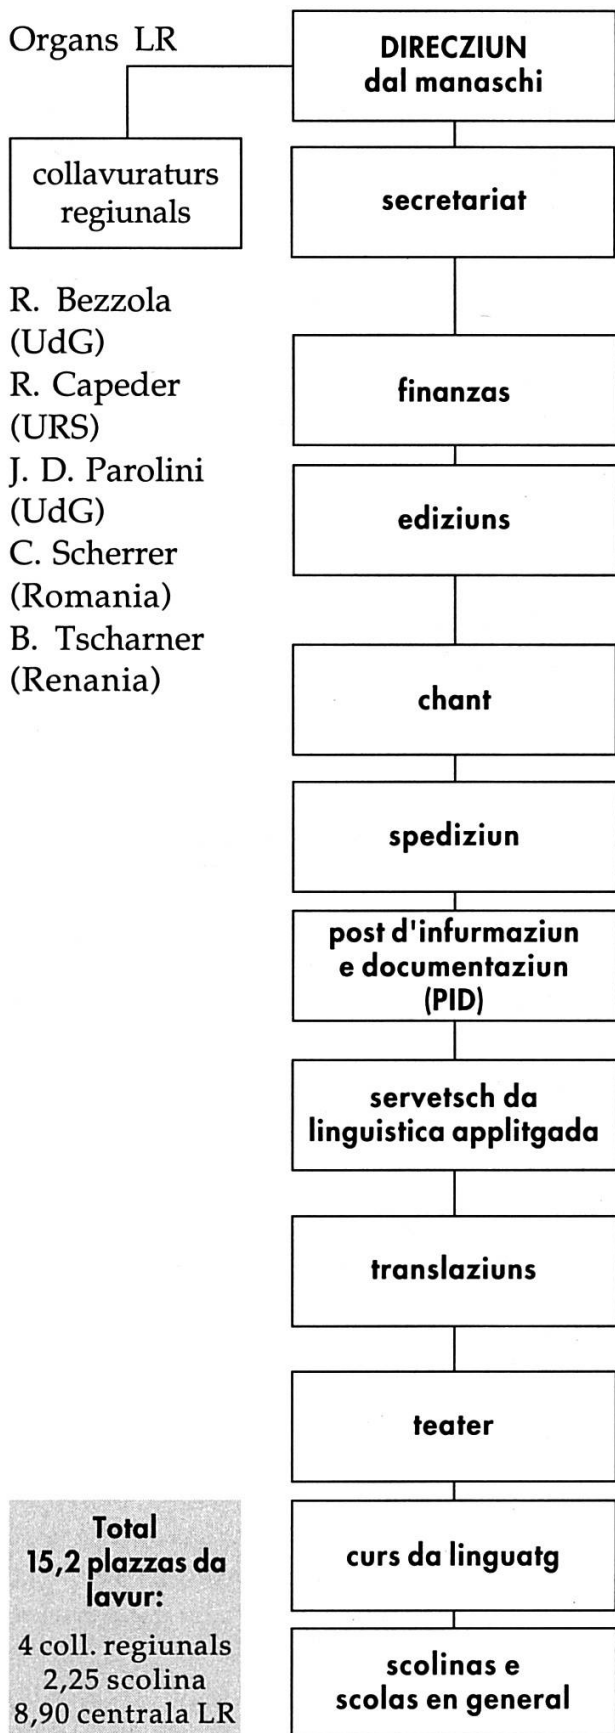 Organs LR
DIRECZIUN
dal manaschi
collavuraturs
regiunals
secretariat
R. Bezzola
(UdG)
R. Capeder
(URS)
J. D. Parolini
(UdG)
C. Scherrer
(Romania)
B. Tscharner
(Renania)
finanzas
ediziuns
chant
spediziun
post d'infurmaziun
e documentaziun
(PID)
servetsch da
linguistica applitgada
translaziuns
teater
curs da linguatg
scolinas e
scolas en general
Total
15,2 plazzas da
lavur:
4 coll. regiunals
2,25 scolina
8,90 centrala LR